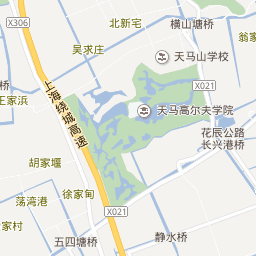 X306
北新宅
横山塘桥
翁家
吴求庄
天马山学校
桥
X021
上海绕城高速
王家浜
天马高尔夫学院
花辰公路
长兴港桥
胡家堰
荡湾港
徐家甸
X021
余家村
五四塘桥
静水桥